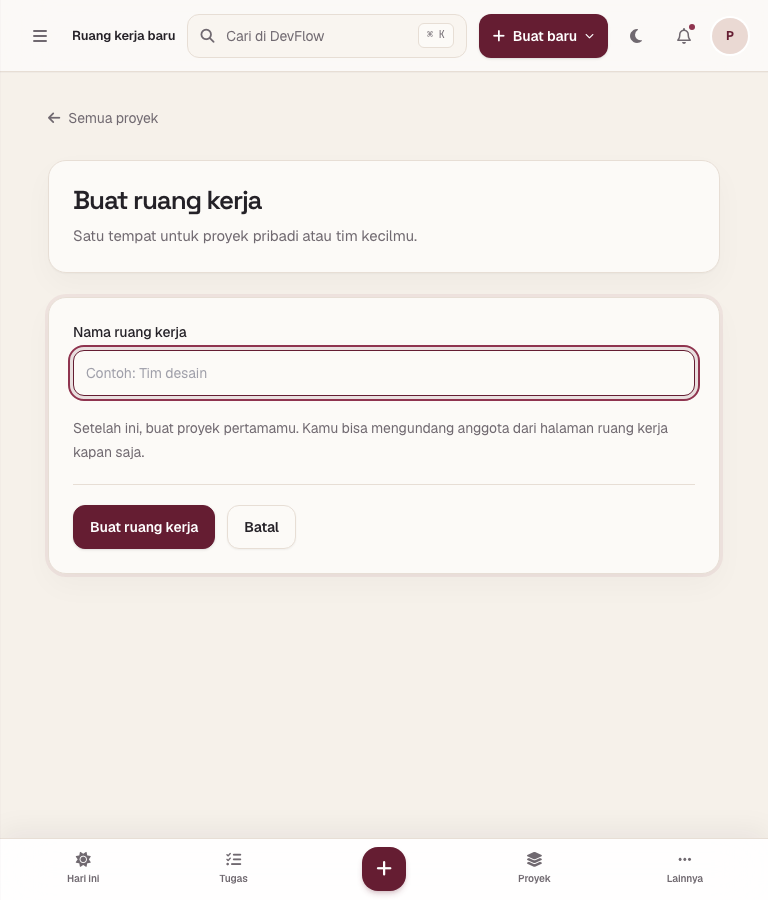 Ruang kerja baru
Cari di DevFlow
⌘ K
Buat baru
P
Semua proyek
Buat ruang kerja
Satu tempat untuk proyek pribadi atau tim kecilmu.
Nama ruang kerja
Contoh: Tim desain
Setelah ini, buat proyek pertamamu. Kamu bisa mengundang anggota dari halaman ruang kerja
kapan saja.
Buat ruang kerja
Batal
Hari ini
Tugas
Proyek
Lainnya